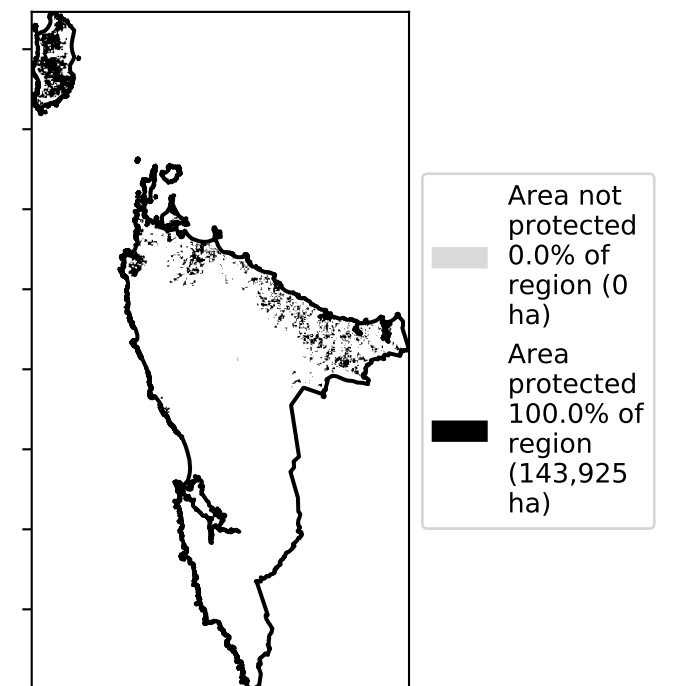 Area not
protected
0.0% of
region (0
ha)
Area
protected
100.0% of
region
(143,925
ha)